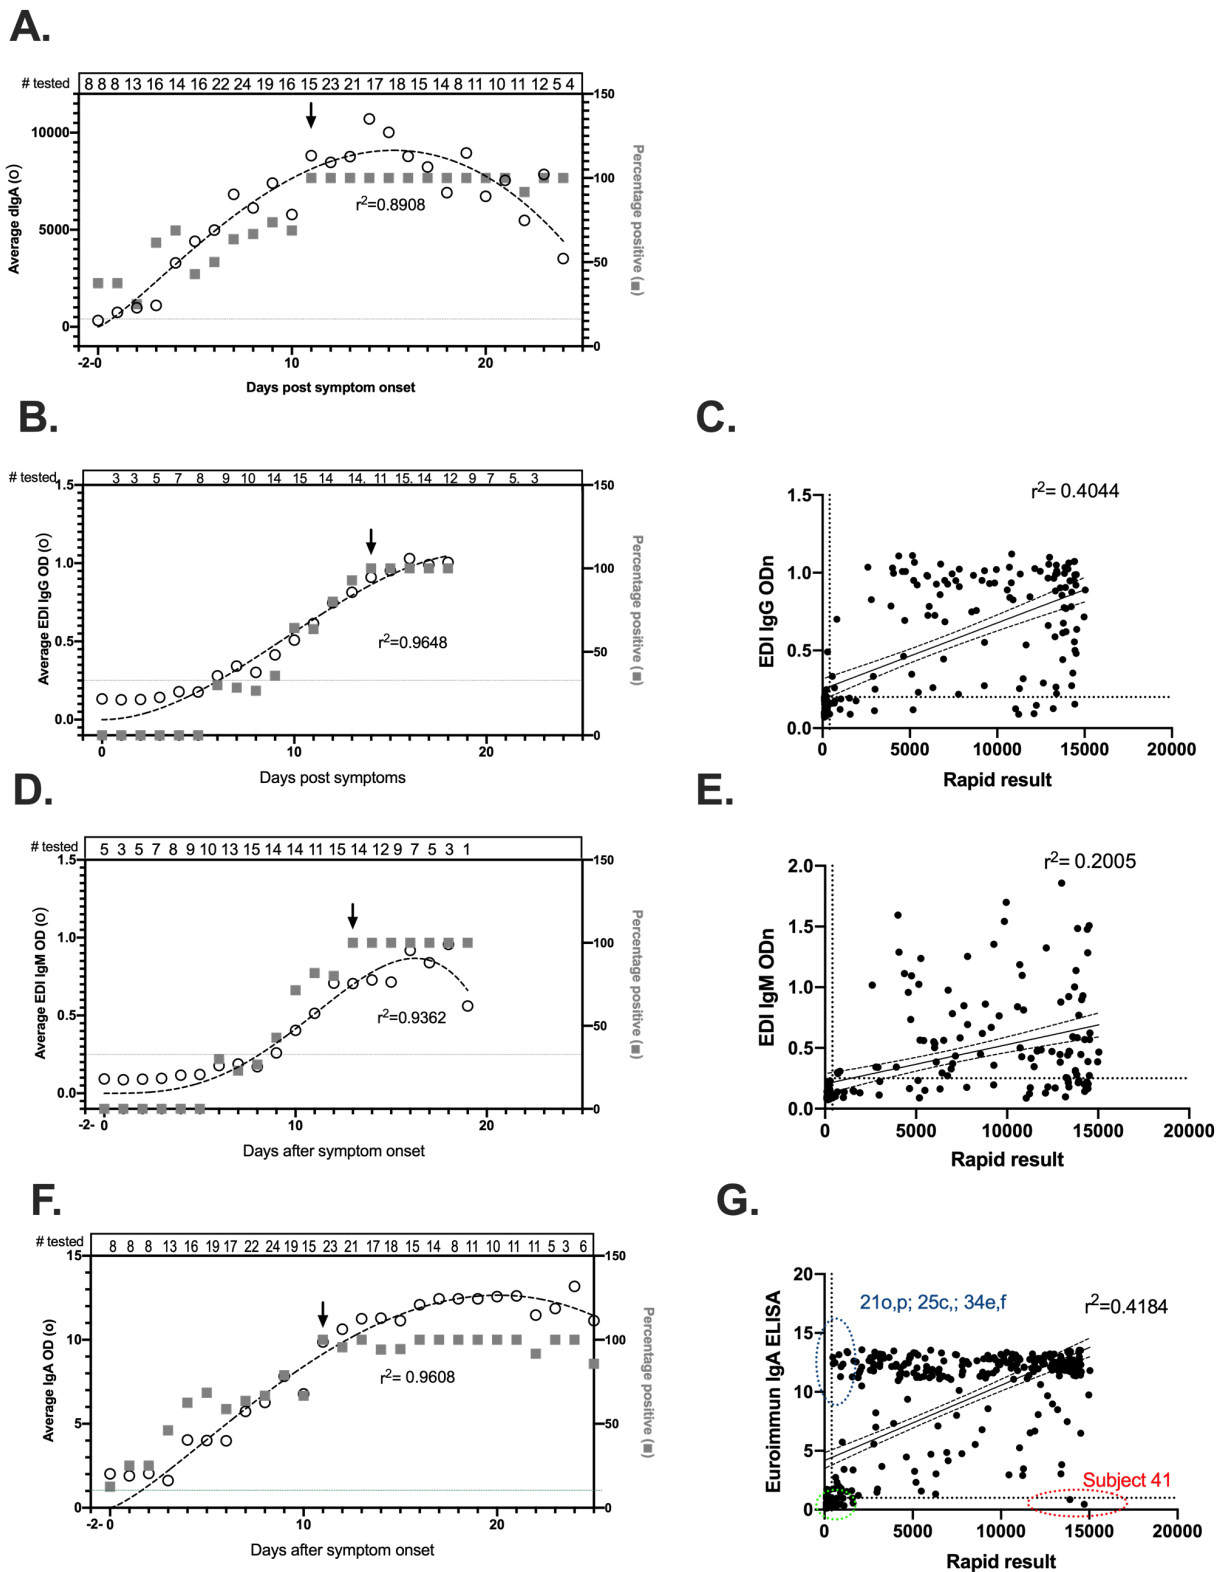 A.
# tested 8 8 8 13 16 14 16 22 24 19 16 15 23 21 17 18 15 14 8 11 10 11 12 5 4
10000
5000
0
150
100
50
0
Average dIgA (o)
Percentage positive (■)
r²=0.8908
-2-0 10 20
Days post symptom onset
B.
# tested 3 3 5 7 8 9 10 14 15 14 14. 11 15. 14 12 9 7 5. 3
1.5
1.0
0.5
0.0
150
100
50
0
Average EDI IgG OD (o)
Percentage positive (■)
r²=0.9648
0 10 20
Days post symptoms
C.
r²= 0.4044
1.5
1.0
0.5
0.0
EDI IgG ODn
0 5000 10000 15000 20000
Rapid result
D.
# tested 5 3 5 7 8 9 10 13 15 14 14 11 15 14 12 9 7 5 3 1
1.5
1.0
0.5
0.0
150
100
50
0
Average EDI IgM OD (o)
Percentage positive (■)
r²=0.9362
-2- 0 10 20
Days after symptom onset
E.
r²= 0.2005
2.0
1.5
1.0
0.5
0.0
EDI IgM ODn
0 5000 10000 15000 20000
Rapid result
F.
# tested 8 8 8 13 16 19 17 22 24 19 15 23 21 17 18 15 14 8 11 10 11 11 5 3 6
15
10
5
0
150
100
50
0
Average IgA OD (o)
Percentage positive (■)
r²= 0.9608
-2- 0 10 20
Days after symptom onset
G.
21o,p; 25c,; 34e,f
r²=0.4184
20
15
10
5
0
Euroimmun IgA ELISA
Subject 41
0 5000 10000 15000 20000
Rapid result